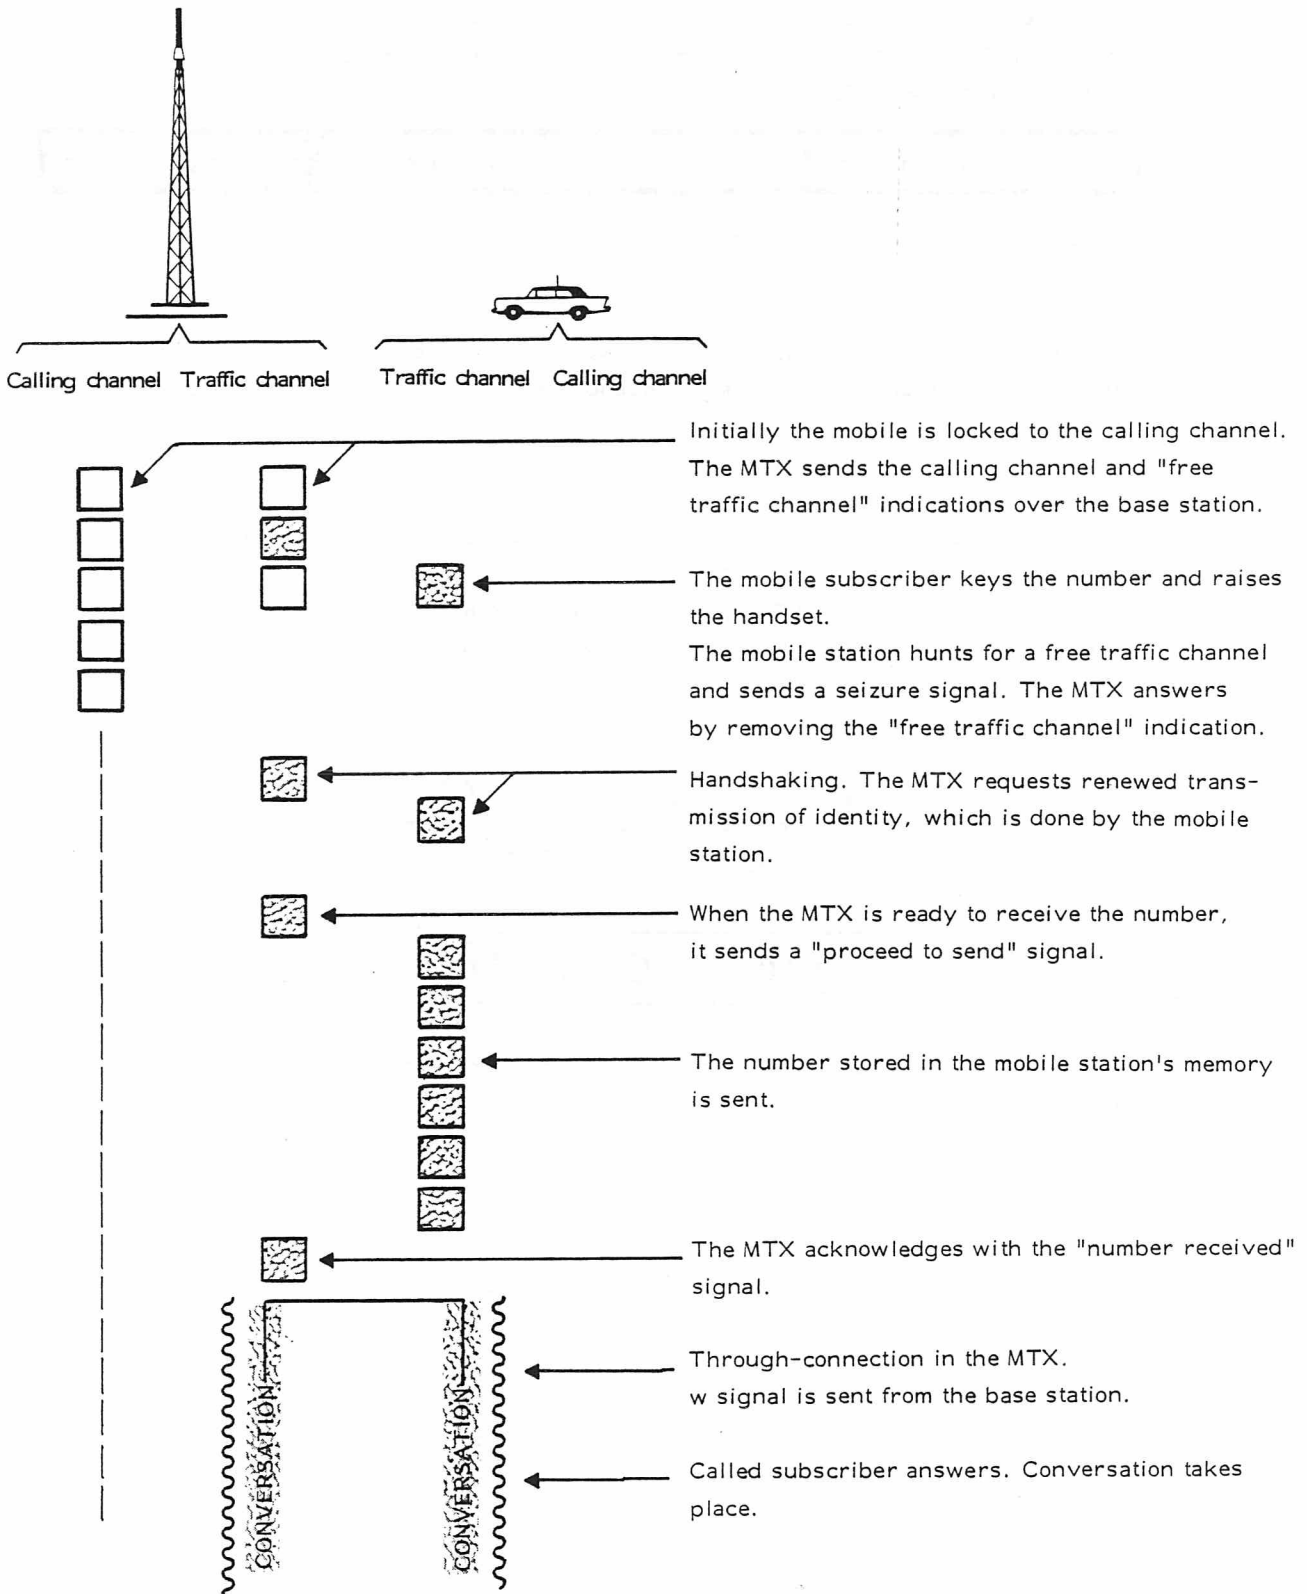 Calling channel Traffic channel Traffic channel Calling channel
Initially the mobile is locked to the calling channel.
The MTX sends the calling channel and "free
traffic channel" indications over the base station.
The mobile subscriber keys the number and raises
the handset.
The mobile station hunts for a free traffic channel
and sends a seizure signal. The MTX answers
by removing the "free traffic channel" indication.
Handshaking. The MTX requests renewed trans-
mission of identity, which is done by the mobile
station.
When the MTX is ready to receive the number,
it sends a "proceed to send" signal.
The number stored in the mobile station's memory
is sent.
The MTX acknowledges with the "number received"
signal.
Through-connection in the MTX.
w signal is sent from the base station.
Called subscriber answers. Conversation takes
place.
CONVERSATION
CONVERSATION